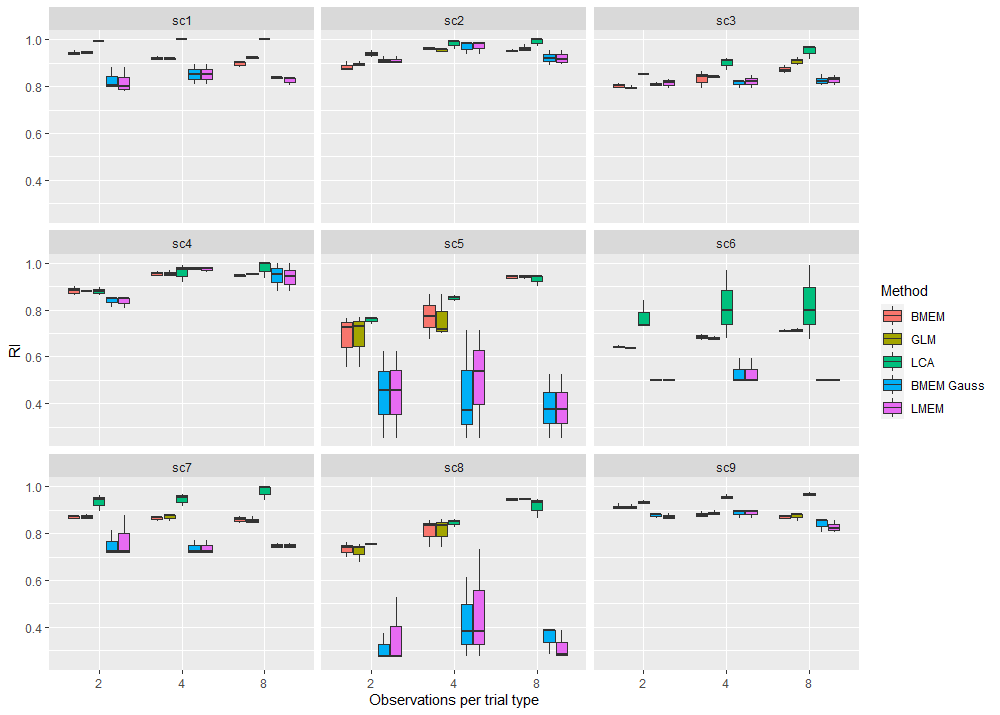 sc1 sc2 sc3
1.0
0.8
0.6
0.4
sc4 sc5 sc6
1.0
0.8
0.6
0.4
sc7 sc8 sc9
1.0
0.8
0.6
0.4
2 4 8 2 4 8 2 4 8
Observations per trial type
RI
Method
BMEM
GLM
LCA
BMEM Gauss
LMEM